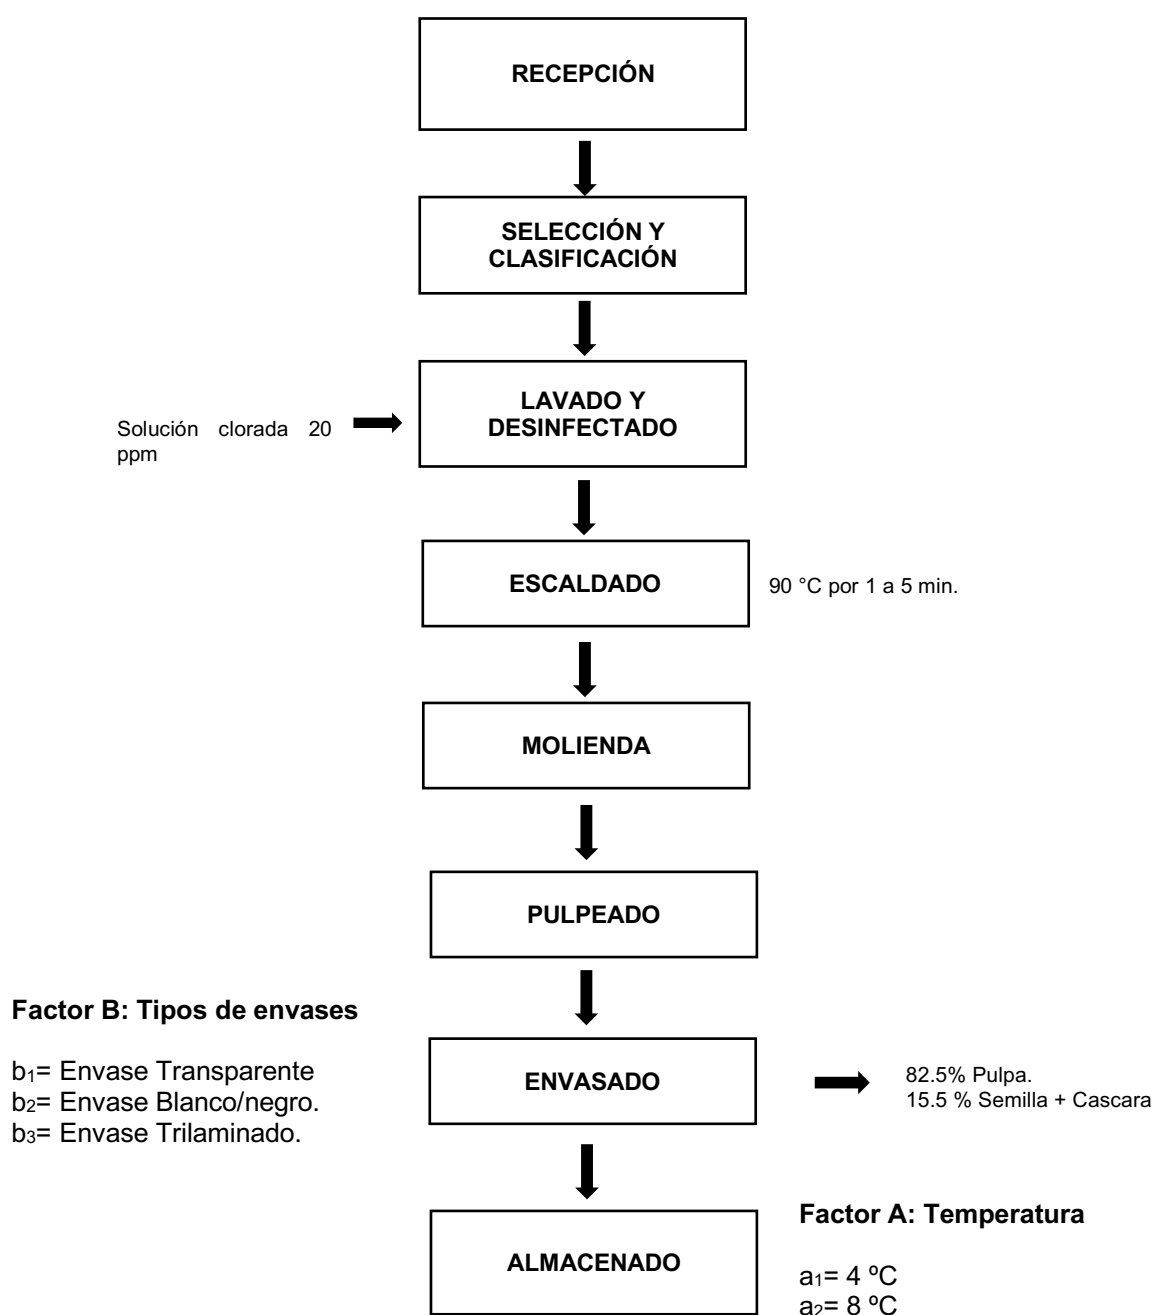 RECEPCIÓN
SELECCIÓN Y
CLASIFICACIÓN
LAVADO Y
DESINFECTADO
Solución clorada 20
ppm
ESCALDADO
90 °C por 1 a 5 min.
MOLIENDA
PULPEADO
Factor B: Tipos de envases
b₁= Envase Transparente
b₂= Envase Blanco/negro.
b₃= Envase Trilaminado.
ENVASADO
82.5% Pulpa.
15.5 % Semilla + Cascara
ALMACENADO
Factor A: Temperatura
a₁= 4 ºC
a₂= 8 ºC